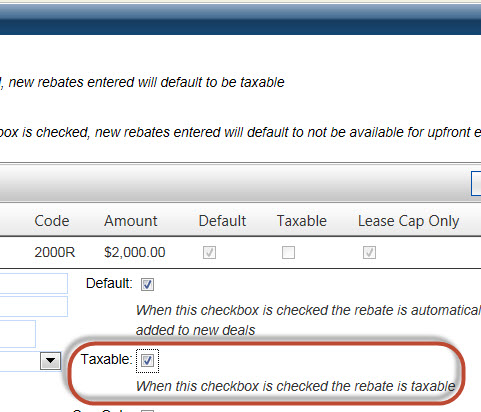 , new rebates entered will default to be taxable
box is checked, new rebates entered will default to not be available for upfront
Code Amount Default Taxable Lease Cap Only
2000R $2,000.00
Default:
When this checkbox is checked the rebate is
added to new deals
Taxable:
When this checkbox is checked the rebate is taxable